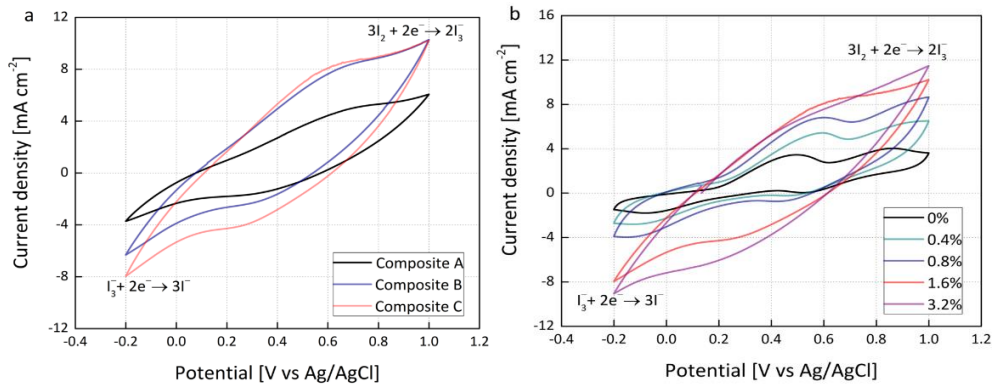 a
12
8
4
0
-4
-8
-12
Current density [mA cm⁻²]
3I₂ + 2e⁻ → 2I₃⁻
I₃⁻ + 2e⁻ → 3I⁻
Composite A
Composite B
Composite C
-0.4 -0.2 0.0 0.2 0.4 0.6 0.8 1.0 1.2
Potential [V vs Ag/AgCl]
b
16
12
8
4
0
-4
-8
-12
Current density [mA cm⁻²]
3I₂ + 2e⁻ → 2I₃⁻
I₃⁻ + 2e⁻ → 3I⁻
0%
0.4%
0.8%
1.6%
3.2%
-0.4 -0.2 0.0 0.2 0.4 0.6 0.8 1.0 1.2
Potential [V vs Ag/AgCl]